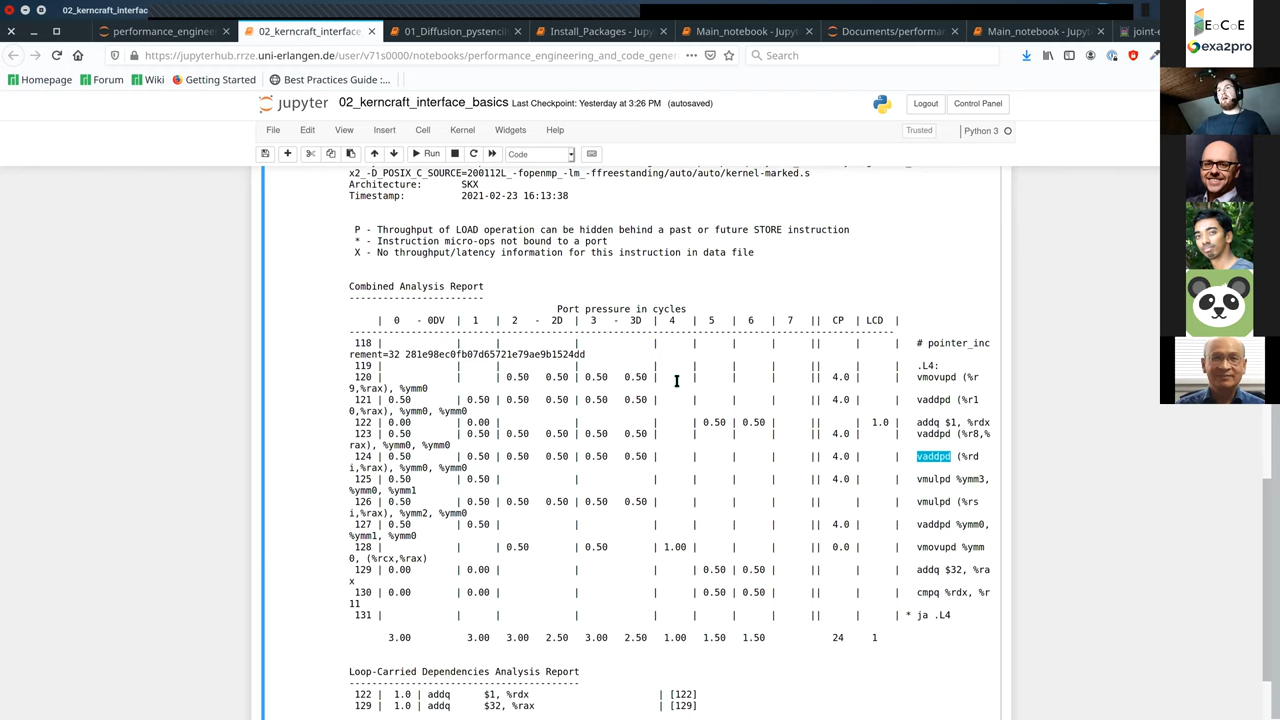 02_kerncraft_interfac
performance_enginee
02_kerncraft_interface
01_Diffusion_pystencil
Install_Packages - Jup
Main_notebook - Jupyt
Documents/performa
Main_notebook - Jupyt
joint-e
https://jupyterhub.rrze.uni-erlangen.de/user/v71s0000/notebooks/performance_engineering_and_code_gener
Search
Homepage
Forum
Wiki
Getting Started
Best Practices Guide :...
EoCoE
exa2pro
jupyter 02_kerncraft_interface_basics Last Checkpoint: Yesterday at 3:26 PM (autosaved)
Logout
Control Panel
File Edit View Insert Cell Kernel Widgets Help
Trusted
Python 3
Run
Code
x2_-D_POSIX_C_SOURCE=200112L_-fopenmp_-lm_-ffreestanding/auto/auto/kernel-marked.s
Architecture: SKX
Timestamp: 2021-02-23 16:13:38
P - Throughput of LOAD operation can be hidden behind a past or future STORE instruction
* - Instruction micro-ops not bound to a port
X - No throughput/latency information for this instruction in data file
Combined Analysis Report
------------------------
Port pressure in cycles
| 0 - 0DV | 1 | 2 - 2D | 3 - 3D | 4 | 5 | 6 | 7 || CP | LCD |
118 | | | | | | | | || | | # pointer_inc
rement=32 281e98ec0fb07d65721e79ae9b1524dd
119 | | | | | | | | || | | .L4:
120 | | | 0.50 0.50 | 0.50 0.50 | | | | || 4.0 | | vmovupd (%r
9,%rax), %ymm0
121 | 0.50 | 0.50 | 0.50 0.50 | 0.50 0.50 | | | | || 4.0 | | vaddpd (%r1
0,%rax), %ymm0, %ymm0
122 | 0.00 | 0.00 | | | | 0.50 | 0.50 | || | 1.0 | addq $1, %rdx
123 | 0.50 | 0.50 | 0.50 0.50 | 0.50 0.50 | | | | || 4.0 | | vaddpd (%r8,%
rax), %ymm0, %ymm0
124 | 0.50 | 0.50 | 0.50 0.50 | 0.50 0.50 | | | | || 4.0 | | vaddpd (%rd
i,%rax), %ymm0, %ymm0
125 | 0.50 | 0.50 | | | | | | || 4.0 | | vmulpd %ymm3,
%ymm0, %ymm1
126 | 0.50 | 0.50 | 0.50 0.50 | 0.50 0.50 | | | | || | | vmulpd (%rs
i,%rax), %ymm2, %ymm0
127 | 0.50 | 0.50 | | | | | | || 4.0 | | vaddpd %ymm0,
%ymm1, %ymm0
128 | | | 0.50 | 0.50 | 1.00 | | | || 0.0 | | vmovupd %ymm
0, (%rcx,%rax)
129 | 0.00 | 0.00 | | | | 0.50 | 0.50 | || | | addq $32, %ra
x
130 | 0.00 | 0.00 | | | | 0.50 | 0.50 | || | | cmpq %rdx, %r
11
131 | | | | | | | | || | | * ja .L4
3.00 3.00 3.00 2.50 3.00 2.50 1.00 1.50 1.50 24 1
Loop-Carried Dependencies Analysis Report
-----------------------------------------
122 | 1.0 | addq $1, %rdx | [122]
129 | 1.0 | addq $32, %rax | [129]